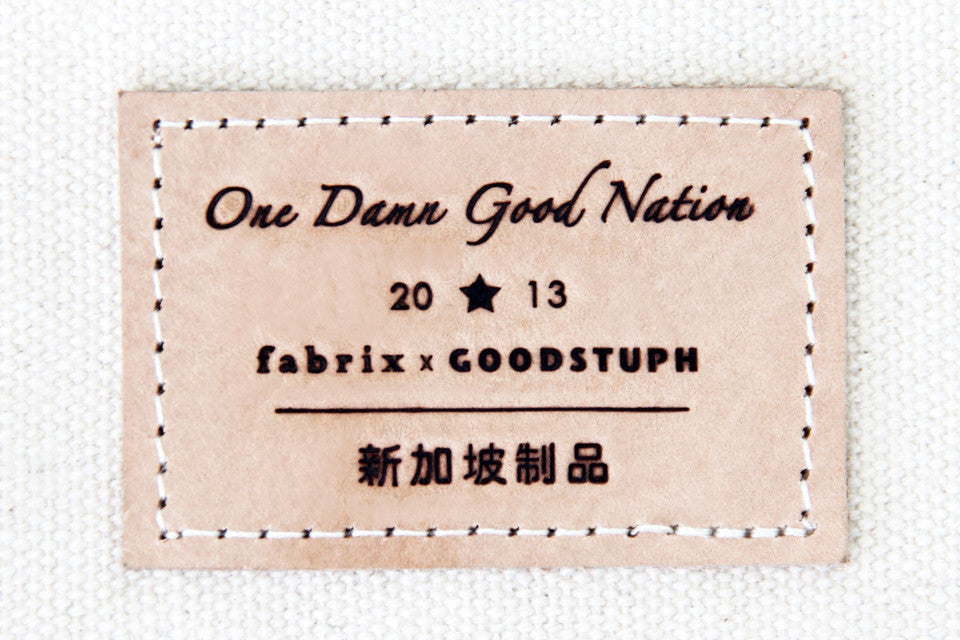 One Damn Good Nation
20 ★ 13
fabrix x GOODSTUPH
新加坡制品